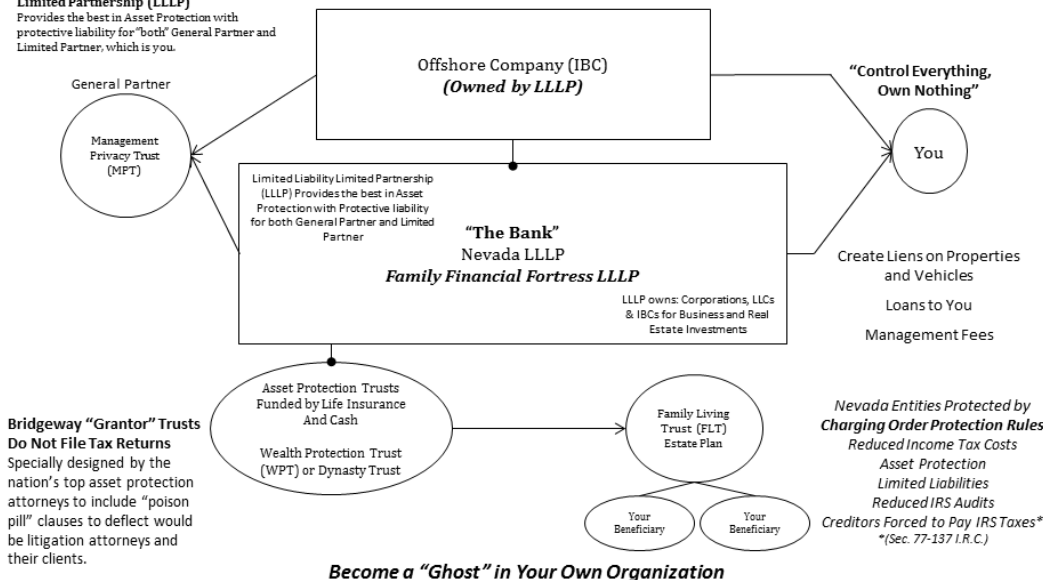 Limited Partnership (LLLP)
Provides the best in Asset Protection with
protective liability for "both" General Partner and
Limited Partner, which is you.
General Partner
Management
Privacy Trust
(MPT)
Offshore Company (IBC)
(Owned by LLLP)
"Control Everything,
Own Nothing"
You
Limited Liability Limited Partnership
(LLLP) Provides the best in Asset
Protection with Protective liability
for both General Partner and Limited
Partner
"The Bank"
Nevada LLLP
Family Financial Fortress LLLP
LLLP owns: Corporations, LLCs
& IBCs for Business and Real
Estate Investments
Create Liens on Properties
and Vehicles
Loans to You
Management Fees
Bridgeway "Grantor" Trusts
Do Not File Tax Returns
Specially designed by the
nation's top asset protection
attorneys to include "poison
pill" clauses to deflect would
be litigation attorneys and
their clients.
Asset Protection Trusts
Funded by Life Insurance
And Cash
Wealth Protection Trust
(WPT) or Dynasty Trust
Family Living
Trust (FLT)
Estate Plan
Your
Beneficiary
Your
Beneficiary
Nevada Entities Protected by
Charging Order Protection Rules
Reduced Income Tax Costs
Asset Protection
Limited Liabilities
Reduced IRS Audits
Creditors Forced to Pay IRS Taxes*
*(Sec. 77-137 I.R.C.)
Become a "Ghost" in Your Own Organization